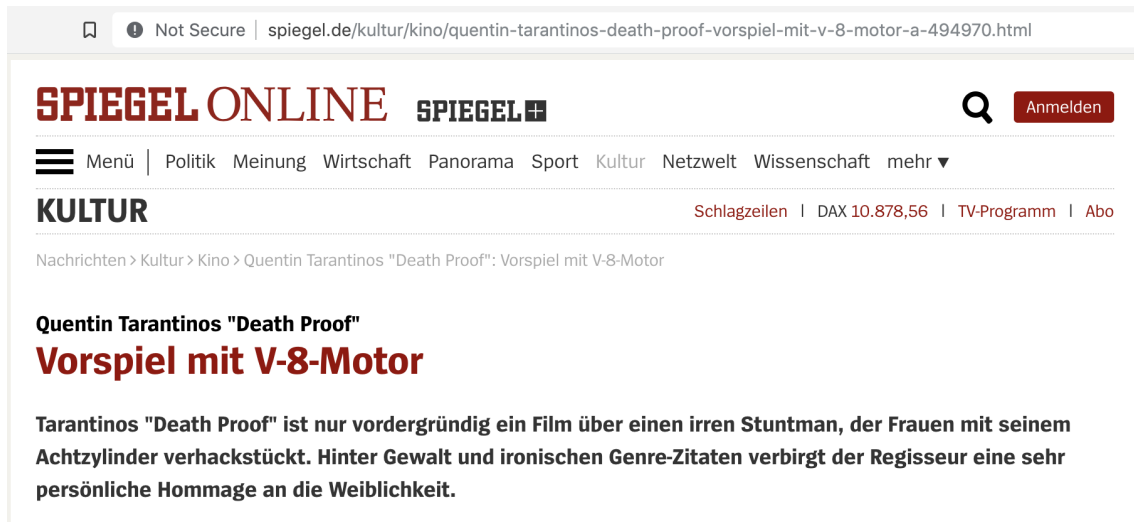 Not Secure | spiegel.de/kultur/kino/quentin-tarantinos-death-proof-vorspiel-mit-v-8-motor-a-494970.html
SPIEGEL ONLINE SPIEGEL+ Anmelden
Menü | Politik Meinung Wirtschaft Panorama Sport Kultur Netzwelt Wissenschaft mehr ▼
KULTUR Schlagzeilen | DAX 10.878,56 | TV-Programm | Abo
Nachrichten > Kultur > Kino > Quentin Tarantinos "Death Proof": Vorspiel mit V-8-Motor
Quentin Tarantinos "Death Proof"
Vorspiel mit V-8-Motor
Tarantinos "Death Proof" ist nur vordergründig ein Film über einen irren Stuntman, der Frauen mit seinem
Achtzylinder verhackstückt. Hinter Gewalt und ironischen Genre-Zitaten verbirgt der Regisseur eine sehr
persönliche Hommage an die Weiblichkeit.